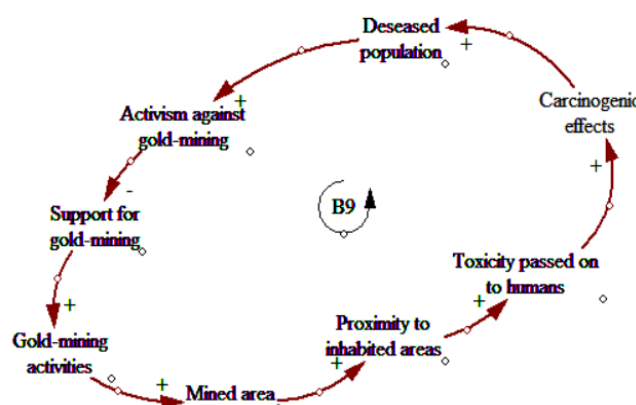 Deseased
population
+
+
Activism against
gold-mining
Carcinogenic
effects
+
-
Support for
gold-mining
B9
Toxicity passed on
to humans
+
+
Gold-mining
activities
Proximity to
inhabited areas
+
+
Mined area